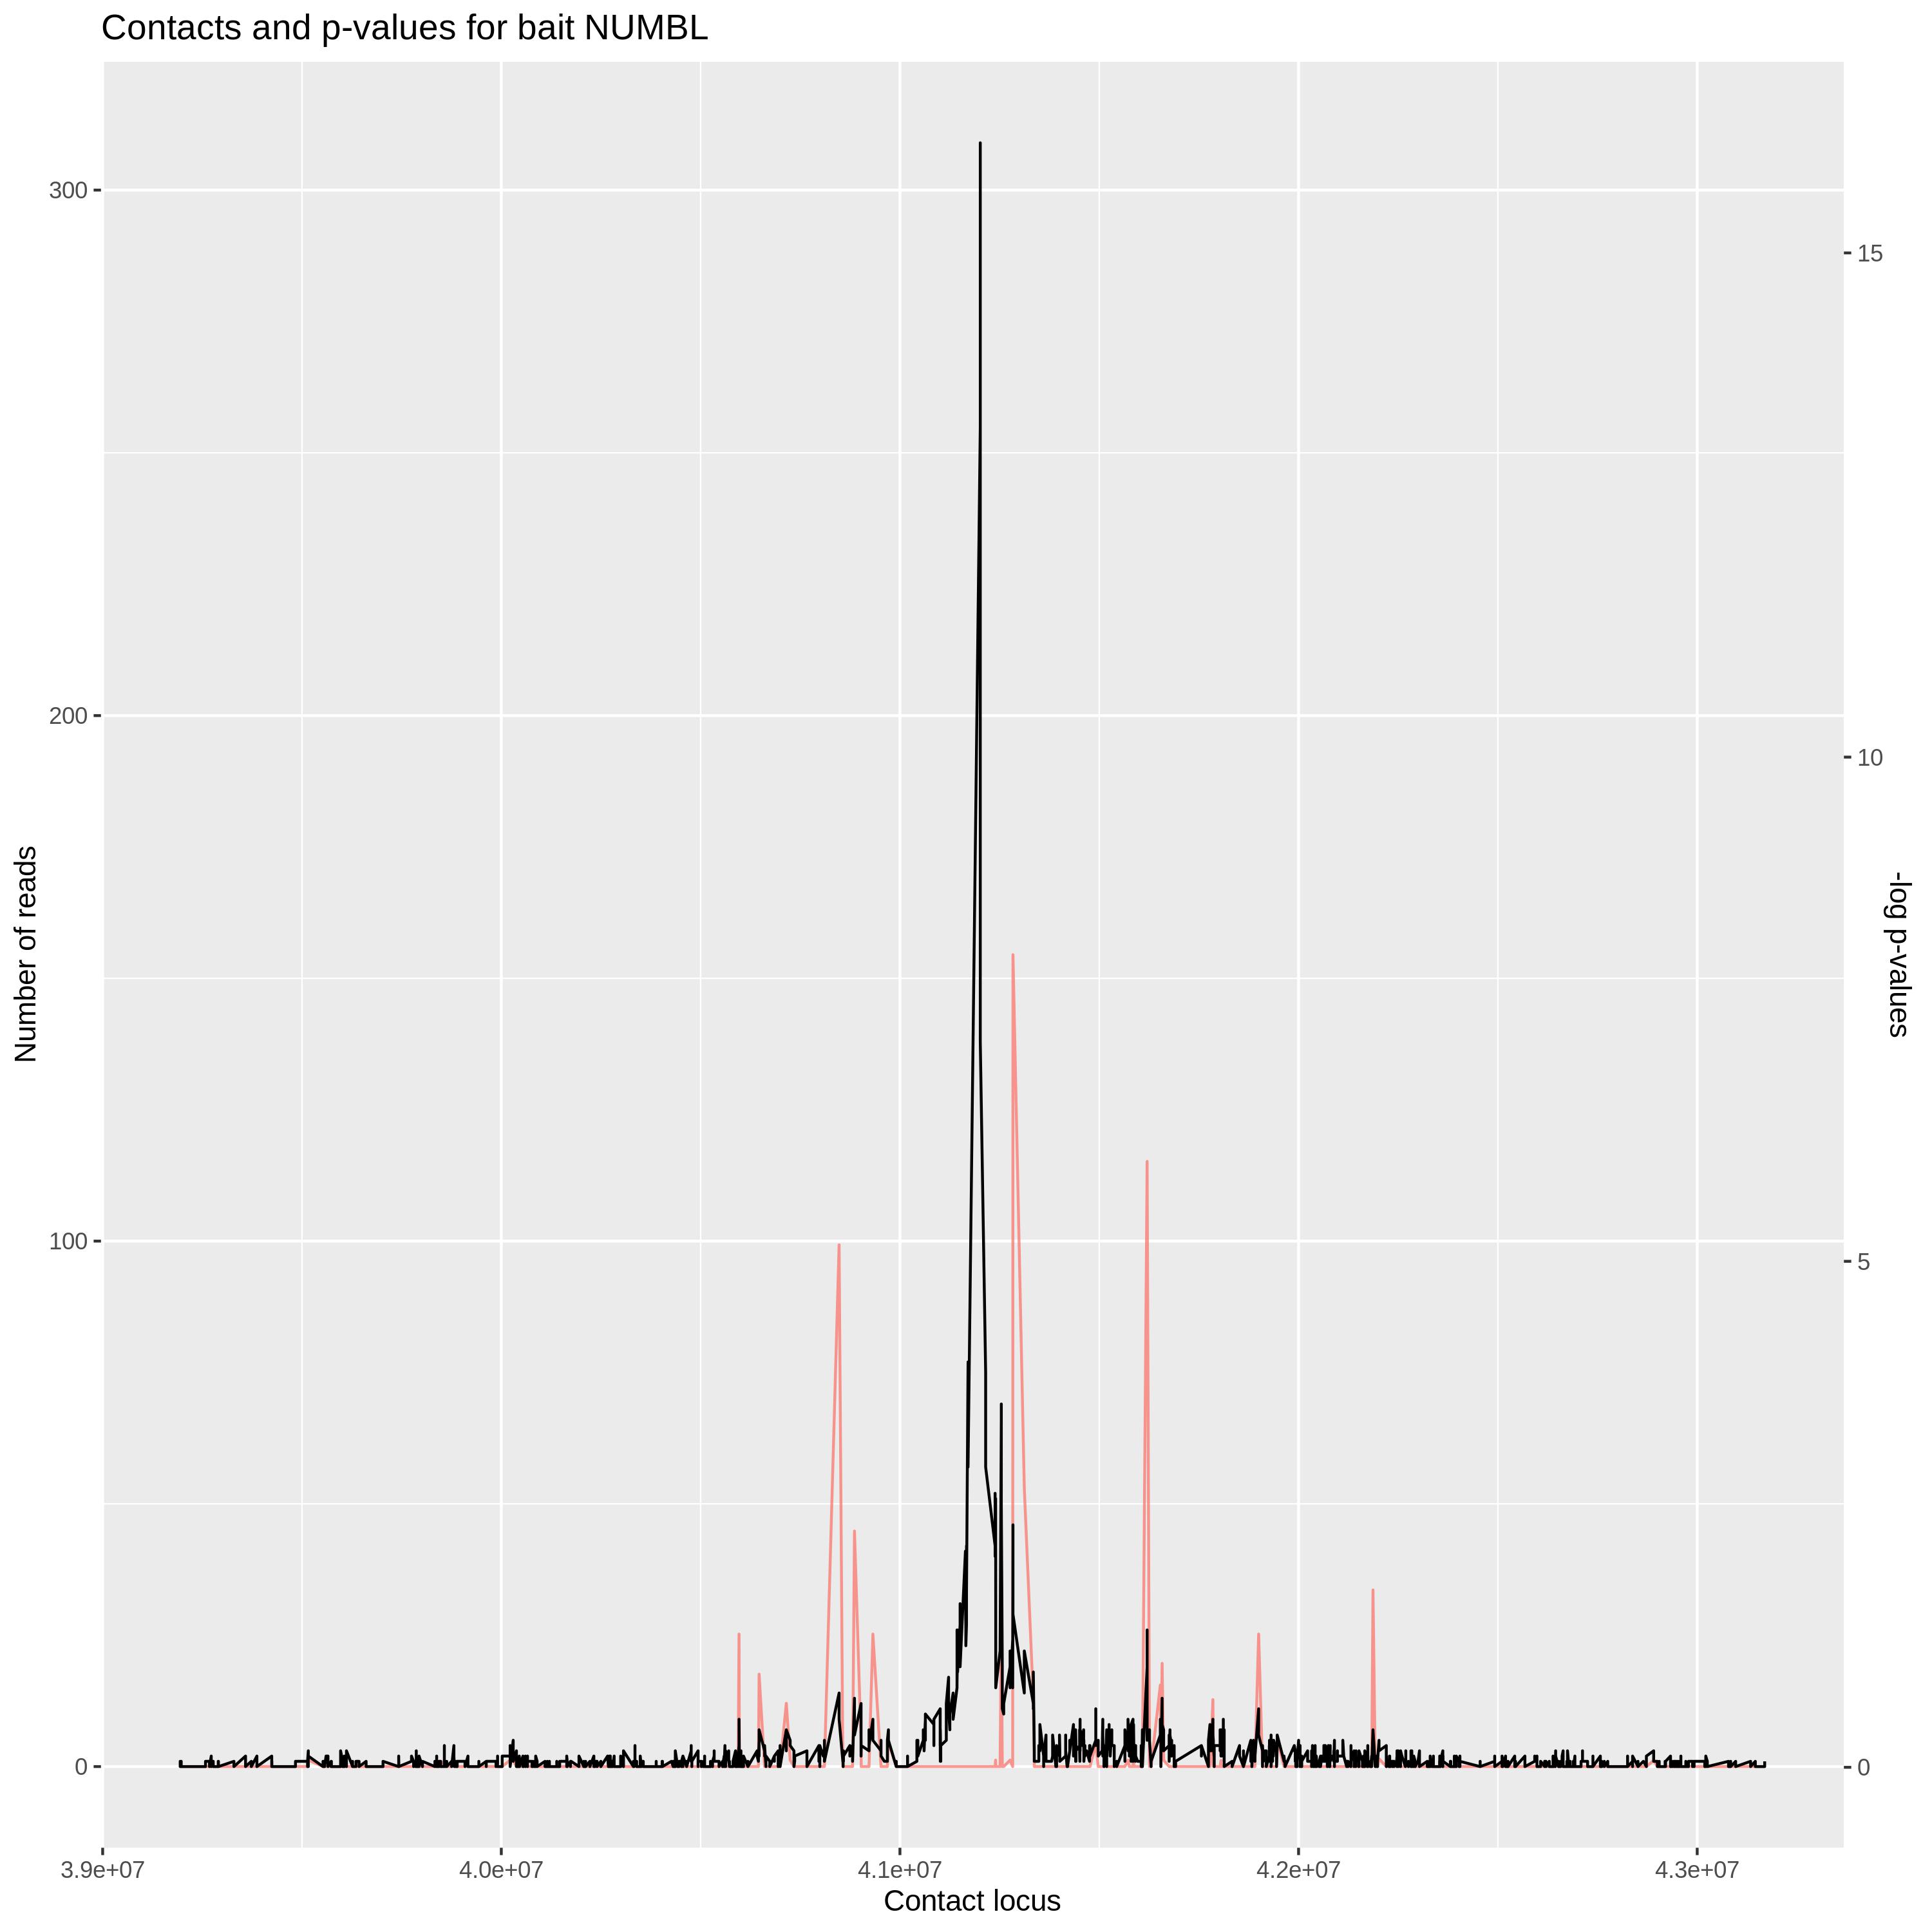 Contacts and p-values for bait NUMBL
300
200
100
0
15
10
5
0
Number of reads
-log p-values
3.9e+07 4.0e+07 4.1e+07 4.2e+07 4.3e+07
Contact locus